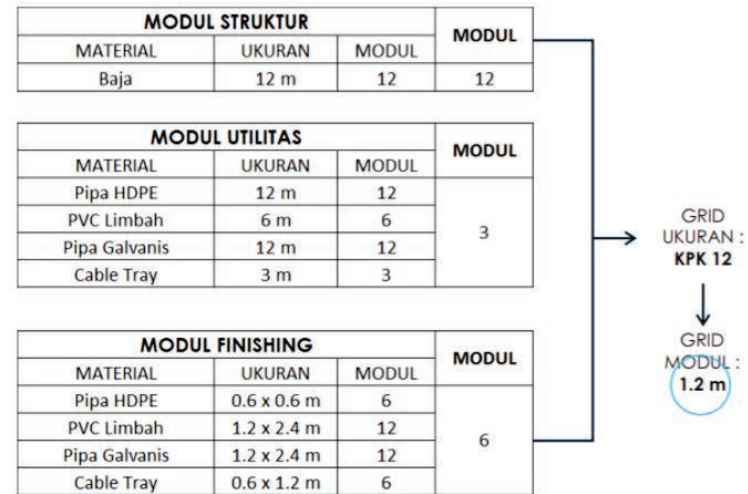 MODUL STRUKTUR MODUL
MATERIAL UKURAN MODUL
Baja 12 m 12 12
MODUL UTILITAS MODUL
MATERIAL UKURAN MODUL
Pipa HDPE 12 m 12
PVC Limbah 6 m 6
Pipa Galvanis 12 m 12
Cable Tray 3 m 3
3
MODUL FINISHING MODUL
MATERIAL UKURAN MODUL
Pipa HDPE 0.6 x 0.6 m 6
PVC Limbah 1.2 x 2.4 m 12
Pipa Galvanis 1.2 x 2.4 m 12
Cable Tray 0.6 x 1.2 m 6
6
GRID
UKURAN :
KPK 12
GRID
MODUL :
1.2 m